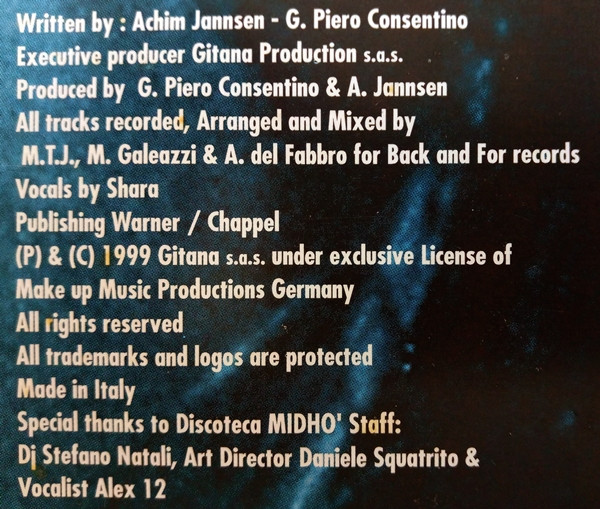 Written by : Achim Jannsen - G. Piero Consentino
Executive producer Gitana Production s.a.s.
Produced by G. Piero Consentino & A. Jannsen
All tracks recorded, Arranged and Mixed by
M.T.J., M. Galeazzi & A. del Fabbro for Back and For records
Vocals by Shara
Publishing Warner / Chappel
(P) & (C) 1999 Gitana s.a.s. under exclusive License of
Make up Music Productions Germany
All rights reserved
All trademarks and logos are protected
Made in Italy
Special thanks to Discoteca MIDHO' Staff:
Dj Stefano Natali, Art Director Daniele Squatrito &
Vocalist Alex 12